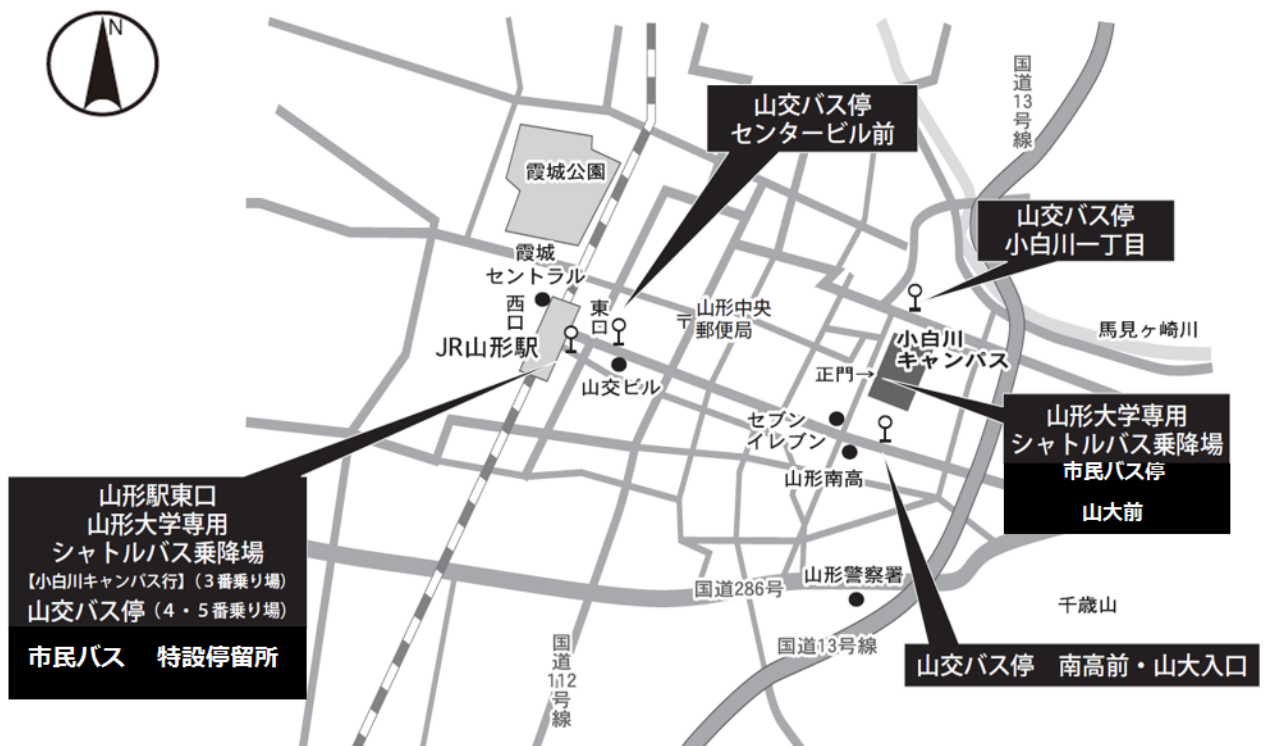 N
山交バス停
センタービル前
国道13号線
霞城公園
山交バス停
小白川一丁目
霞城
セントラル
西口
東口
〒山形中央
郵便局
馬見ヶ崎川
JR山形駅
小白川
キャンパス
正門→
山交ビル
山形大学専用
シャトルバス乗降場
市民バス停
山大前
セブン
イレブン
山形南高
山形駅東口
山形大学専用
シャトルバス乗降場
【小白川キャンパス行】(3番乗り場)
山交バス停(4・5番乗り場)
市民バス 特設停留所
国道286号
山形警察署
千歳山
国道112号線
国道13号線
山交バス停 南高前・山大入口